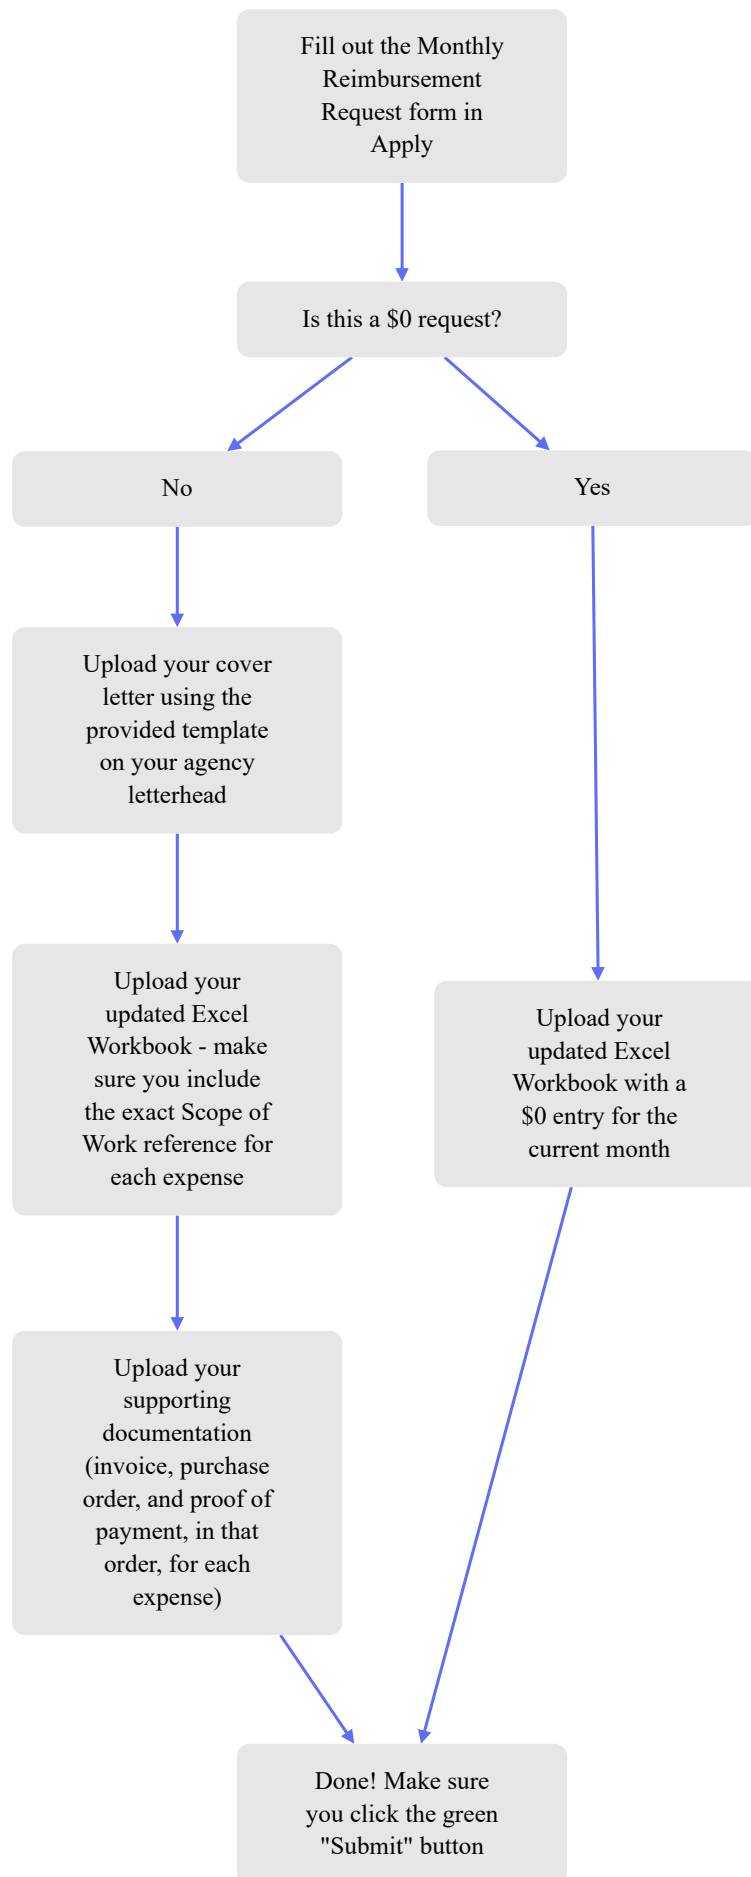 Fill out the Monthly
Reimbursement
Request form in
Apply
Is this a $0 request?
No
Yes
Upload your cover
letter using the
provided template
on your agency
letterhead
Upload your
updated Excel
Workbook - make
sure you include
the exact Scope of
Work reference for
each expense
Upload your
updated Excel
Workbook with a
$0 entry for the
current month
Upload your
supporting
documentation
(invoice, purchase
order, and proof of
payment, in that
order, for each
expense)
Done! Make sure
you click the green
"Submit" button